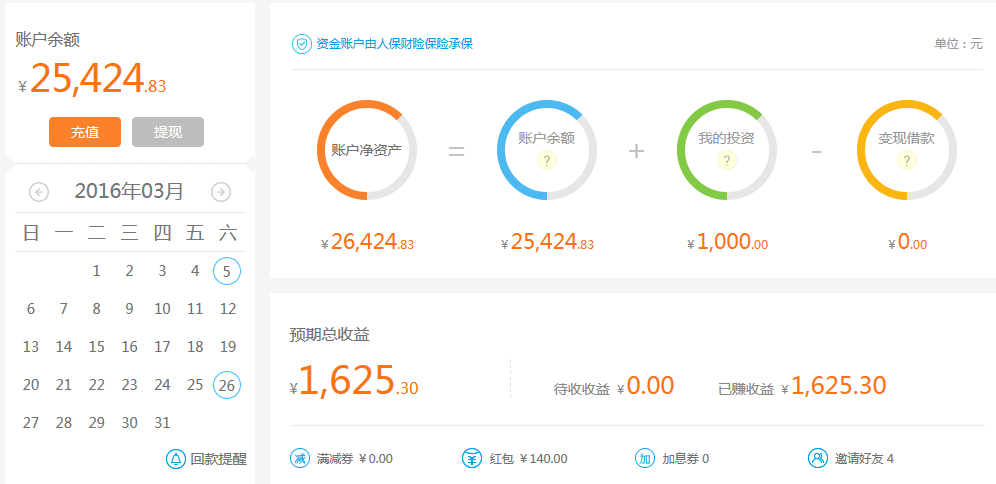 账户余额
¥ 25,424.83
充值 提现
2016年03月
日 一 二 三 四 五 六
1 2 3 4 5
6 7 8 9 10 11 12
13 14 15 16 17 18 19
20 21 22 23 24 25 26
27 28 29 30 31
回款提醒
资金账户由人保财险保险承保 单位：元
账户净资产 = 账户余额 ? + 我的投资 ? - 变现借款 ?
¥ 26,424.83 ¥ 25,424.83 ¥ 1,000.00 ¥ 0.00
预期总收益
¥1,625.30 待收收益 ¥ 0.00 已赚收益 ¥ 1,625.30
减 满减券 ¥ 0.00 ¥ 红包 ¥ 140.00 加 加息券 0 邀请好友 4